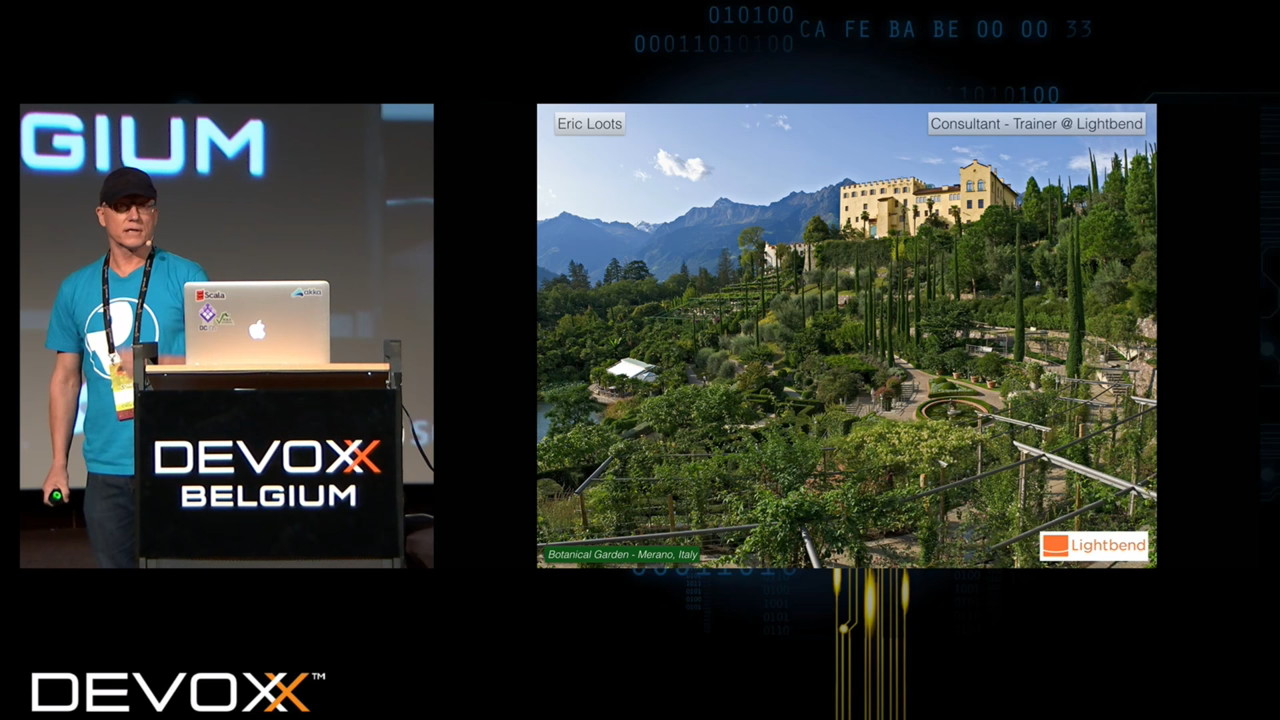 010100
00011010100
CA FE BA BE 00 00 33
1010100
GIUM
Eric Loots
Consultant - Trainer @ Lightbend
Scala
akka
DEVOXX
BELGIUM
Botanical Garden - Merano, Italy
Lightbend
DEVOXX™